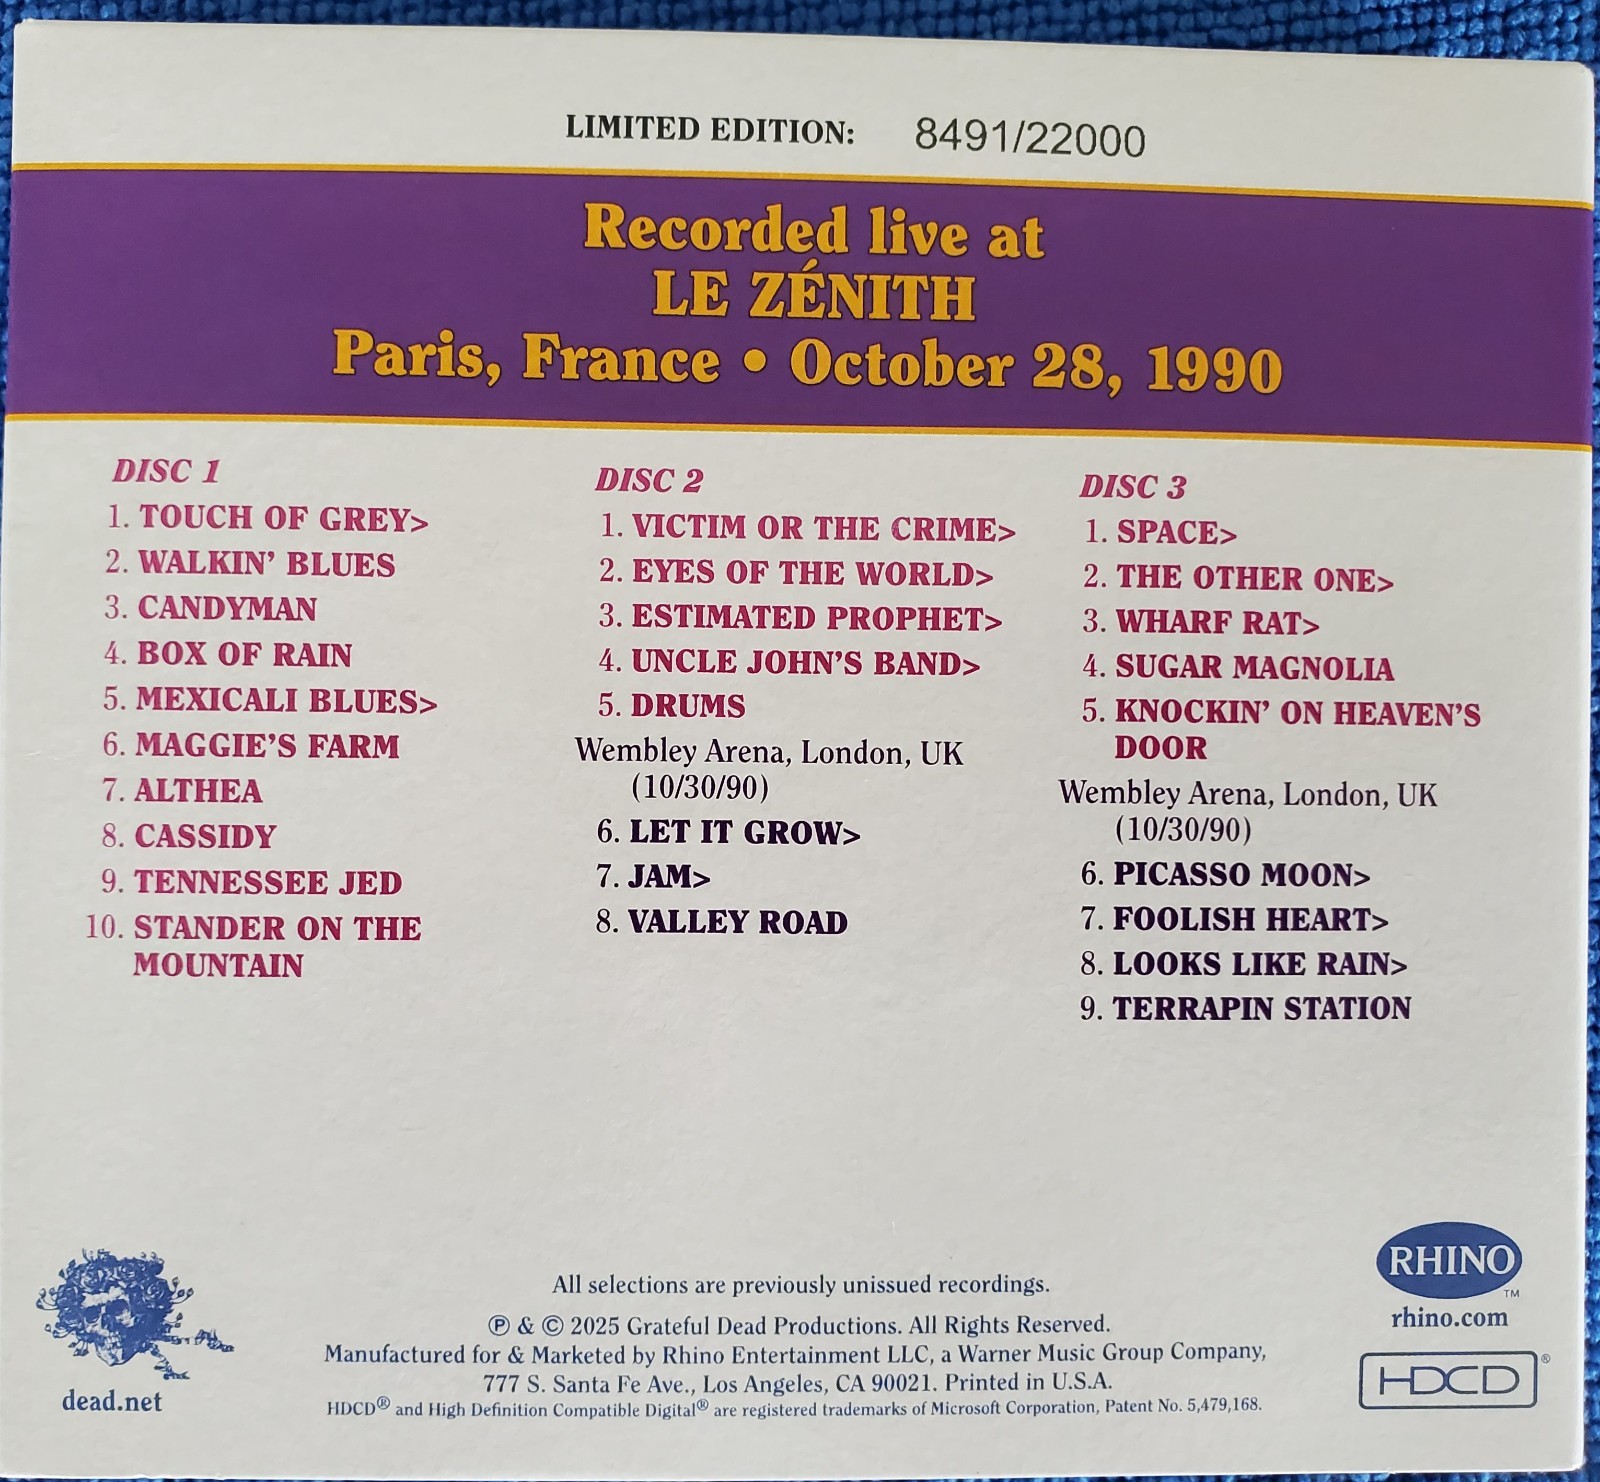 LIMITED EDITION: 8491/22000
Recorded live at
LE ZÉNITH
Paris, France • October 28, 1990
DISC 1
1. TOUCH OF GREY>
2. WALKIN' BLUES
3. CANDYMAN
4. BOX OF RAIN
5. MEXICALI BLUES>
6. MAGGIE'S FARM
7. ALTHEA
8. CASSIDY
9. TENNESSEE JED
10. STANDER ON THE
MOUNTAIN
DISC 2
1. VICTIM OR THE CRIME>
2. EYES OF THE WORLD>
3. ESTIMATED PROPHET>
4. UNCLE JOHN'S BAND>
5. DRUMS
Wembley Arena, London, UK
(10/30/90)
6. LET IT GROW>
7. JAM>
8. VALLEY ROAD
DISC 3
1. SPACE>
2. THE OTHER ONE>
3. WHARF RAT>
4. SUGAR MAGNOLIA
5. KNOCKIN' ON HEAVEN'S
DOOR
Wembley Arena, London, UK
(10/30/90)
6. PICASSO MOON>
7. FOOLISH HEART>
8. LOOKS LIKE RAIN>
9. TERRAPIN STATION
dead.net
All selections are previously unissued recordings.
℗ & © 2025 Grateful Dead Productions. All Rights Reserved.
Manufactured for & Marketed by Rhino Entertainment LLC, a Warner Music Group Company,
777 S. Santa Fe Ave., Los Angeles, CA 90021. Printed in U.S.A.
HDCD® and High Definition Compatible Digital® are registered trademarks of Microsoft Corporation, Patent No. 5,479,168.
RHINO™
rhino.com
HDCD®